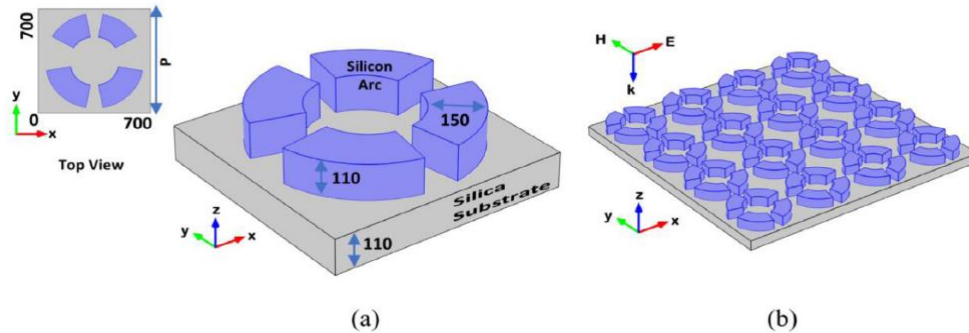 700
P
y
0
x
700
Top View
Silicon
Arc
150
110
Silica
Substrate
110
z
y
x
(a)
H
E
k
z
y
x
(b)